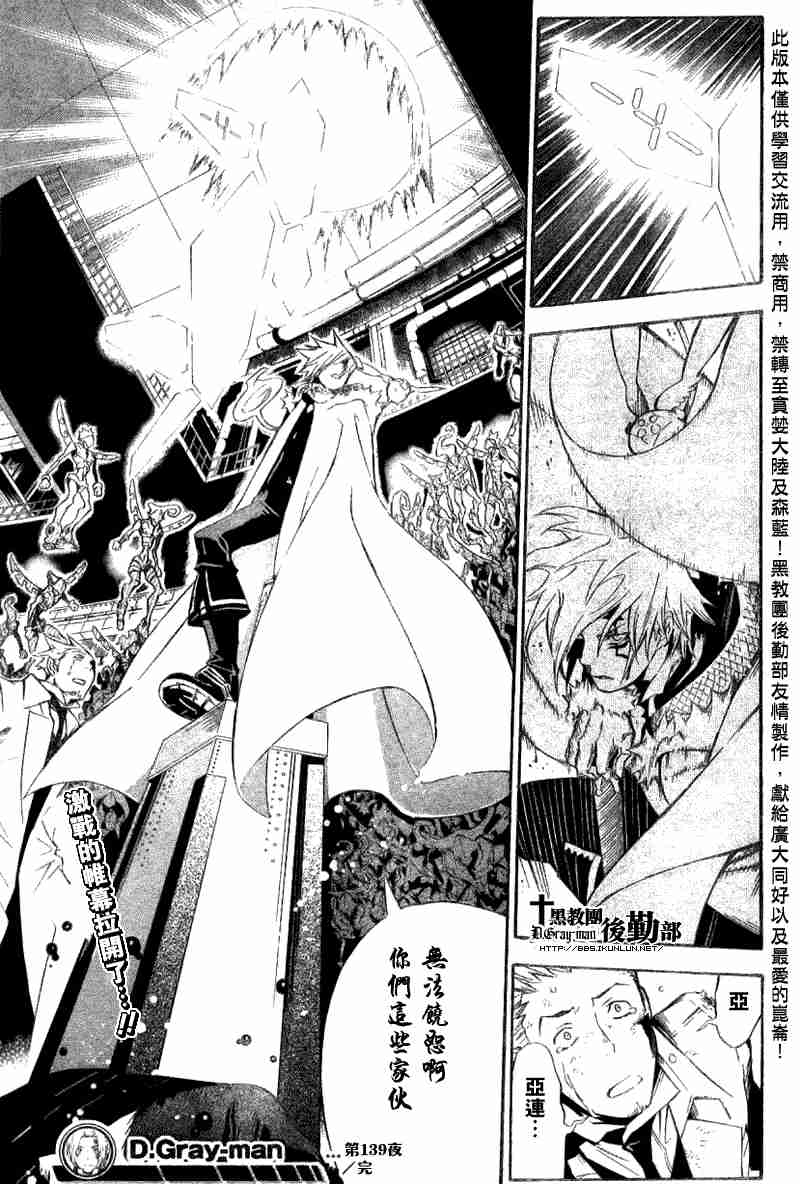 此版本僅供學習交流用，禁商用，禁轉至貪婪大陸及森藍！黑教團後勤部友情製作，獻給廣大同好以及最愛的崑崙！
-4-
-4-
黑教團
D.Gray-man
後勤部
HTTP://BBS.IKUNLUN.NET/
亞
亞連…
無法饒恕啊
你們這些家伙
激戰的帷幕拉開了…!!
D.Gray-man
…第139夜
／完